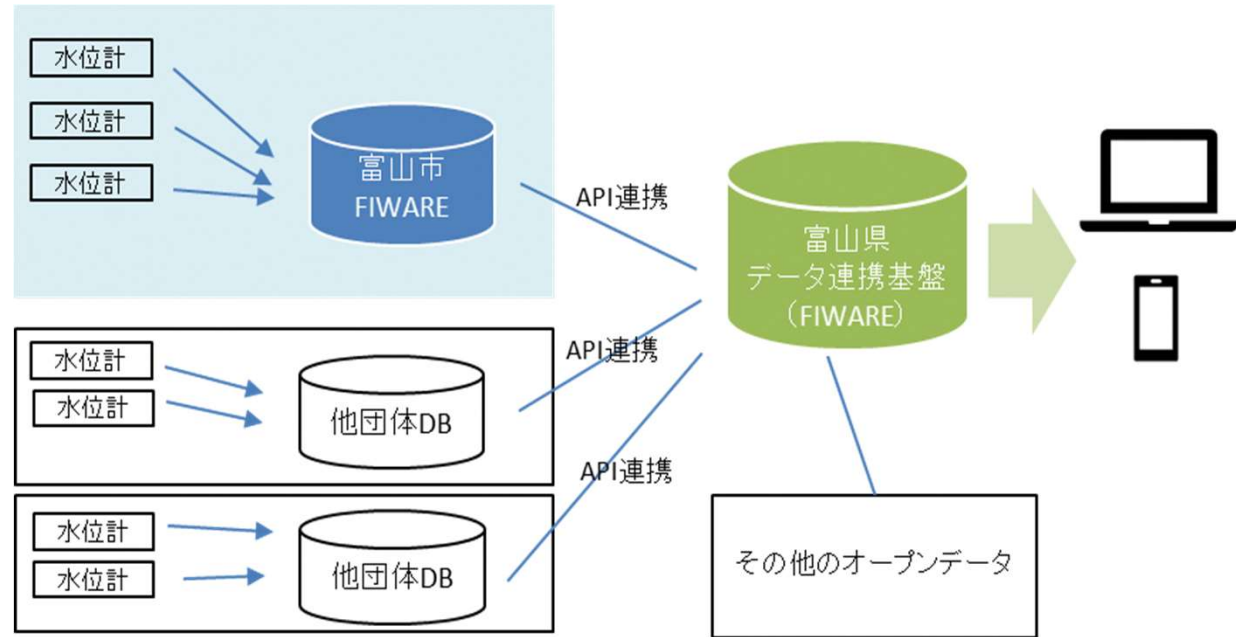 水位計
水位計
水位計
富山市
FIWARE
API連携
富山県
データ連携基盤
（FIWARE）
水位計
水位計
他団体DB
API連携
水位計
水位計
他団体DB
API連携
その他のオープンデータ